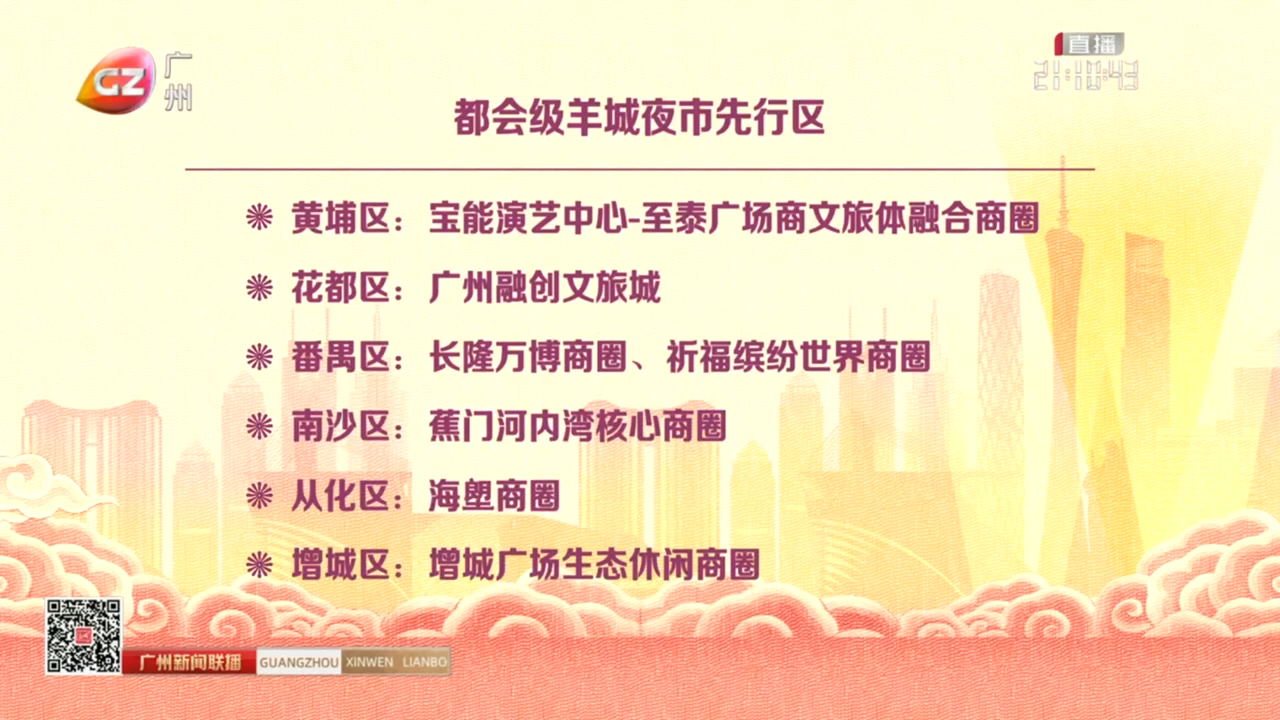 GZ
广州
直播
21:10:43
都会级羊城夜市先行区
黄埔区：宝能演艺中心-至泰广场商文旅体融合商圈
花都区：广州融创文旅城
番禺区：长隆万博商圈、祈福缤纷世界商圈
南沙区：蕉门河内湾核心商圈
从化区：海塱商圈
增城区：增城广场生态休闲商圈
广州新闻联播 GUANGZHOU XINWEN LIANBO